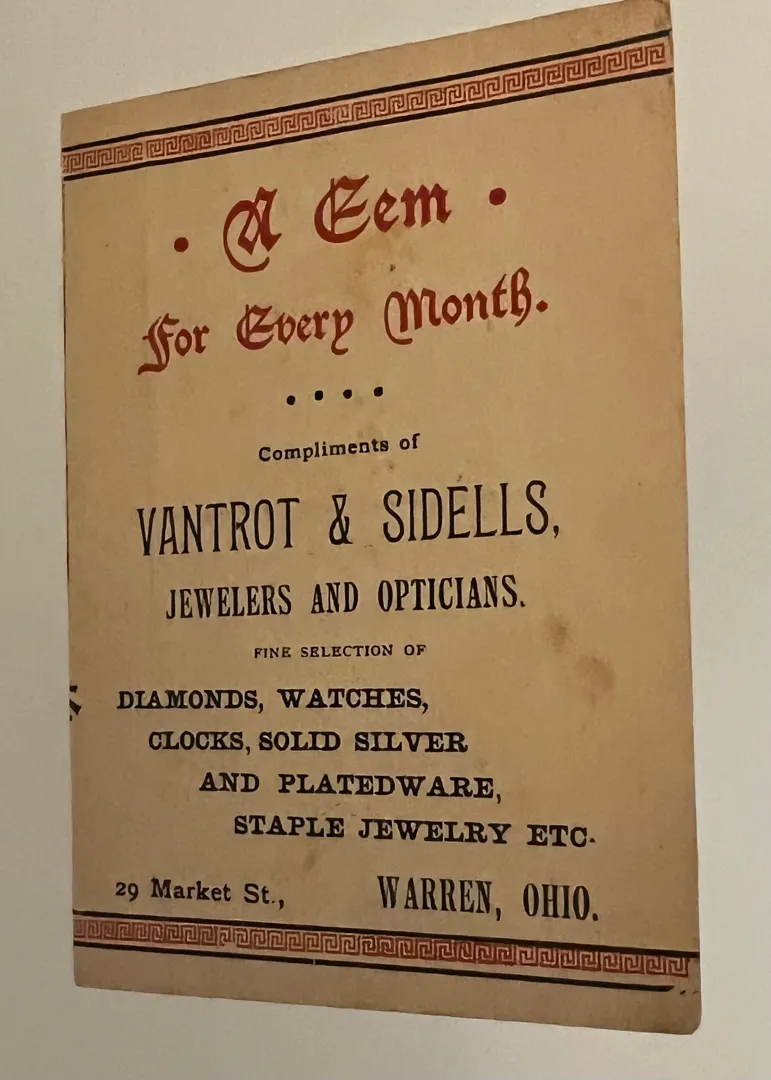 • A Gem •
For Every Month.
• • • •
Compliments of
VANTROT & SIDELLS,
JEWELERS AND OPTICIANS.
FINE SELECTION OF
DIAMONDS, WATCHES,
CLOCKS, SOLID SILVER
AND PLATEDWARE,
STAPLE JEWELRY ETC.
29 Market St., WARREN, OHIO.